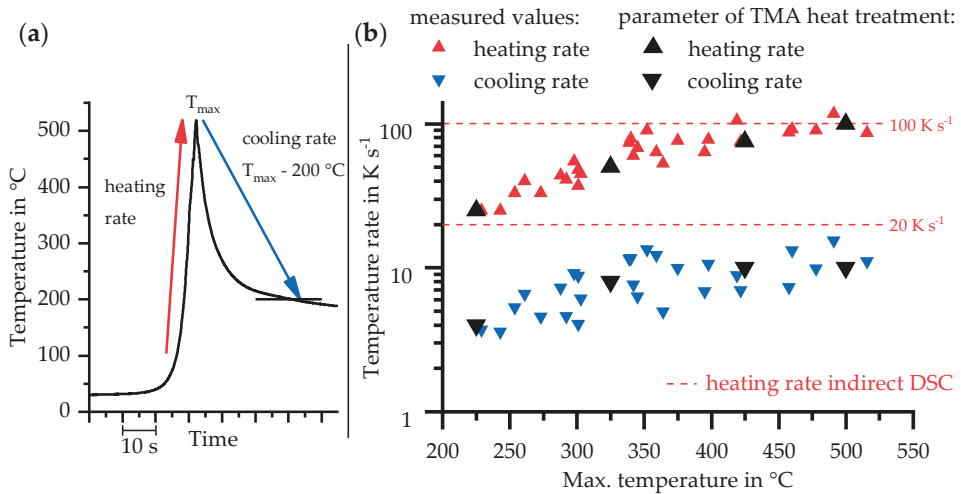 (a)
Temperature in °C
500
400
300
200
100
0
T_max
heating
rate
cooling rate
T_max - 200 °C
10 s
Time
(b)
measured values:
heating rate
cooling rate
parameter of TMA heat treatment:
heating rate
cooling rate
Temperature rate in K s⁻¹
100
10
1
100 K s⁻¹
20 K s⁻¹
heating rate indirect DSC
200 250 300 350 400 450 500 550
Max. temperature in °C